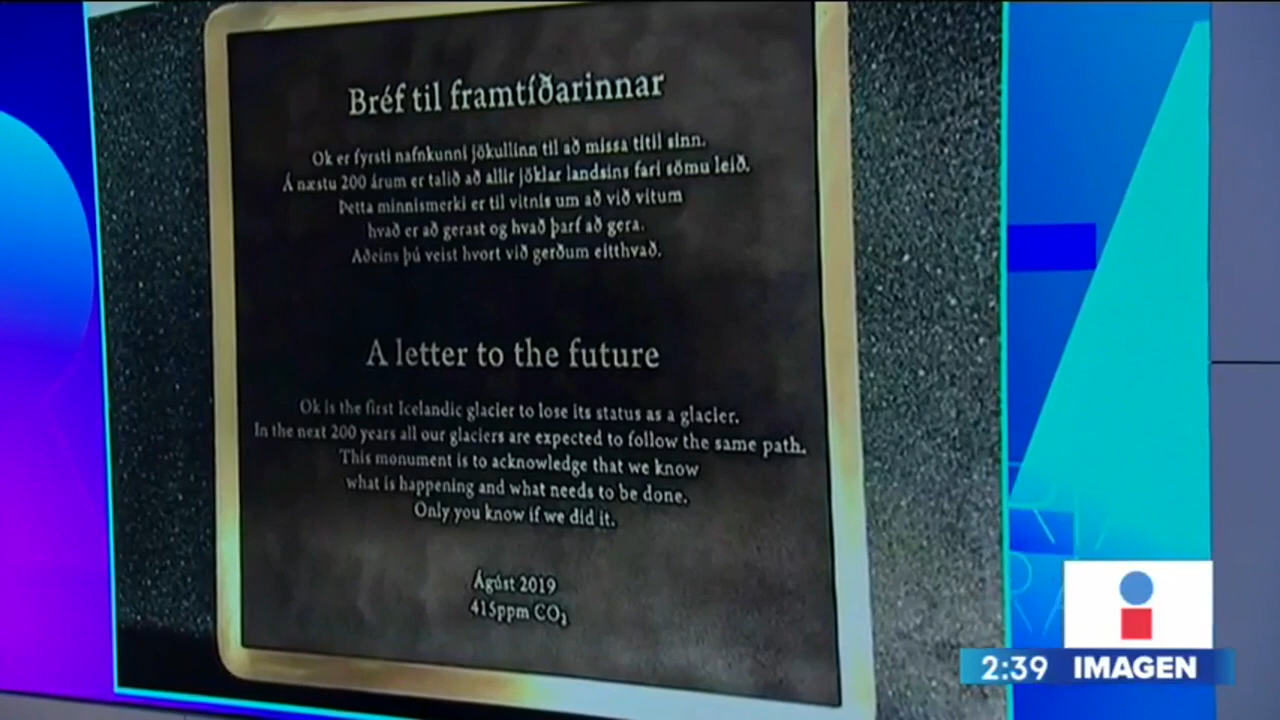 Bréf til framtíðarinnar
Ok er fyrsti nafnkunni jökullinn til að missa titil sinn.
Á næstu 200 árum er talið að allir jöklar landsins fari sömu leið.
Þetta minnismerki er til vitnis um að við vitum
hvað er að gerast og hvað þarf að gera.
Aðeins þú veist hvort við gerðum eitthvað.
A letter to the future
Ok is the first Icelandic glacier to lose its status as a glacier.
In the next 200 years all our glaciers are expected to follow the same path.
This monument is to acknowledge that we know
what is happening and what needs to be done.
Only you know if we did it.
Ágúst 2019
415ppm CO₂
2:39 IMAGEN